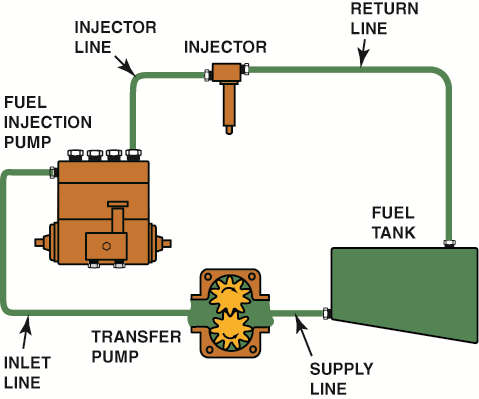 RETURN
LINE
INJECTOR
LINE
INJECTOR
FUEL
INJECTION
PUMP
FUEL
TANK
TRANSFER
PUMP
INLET
LINE
SUPPLY
LINE